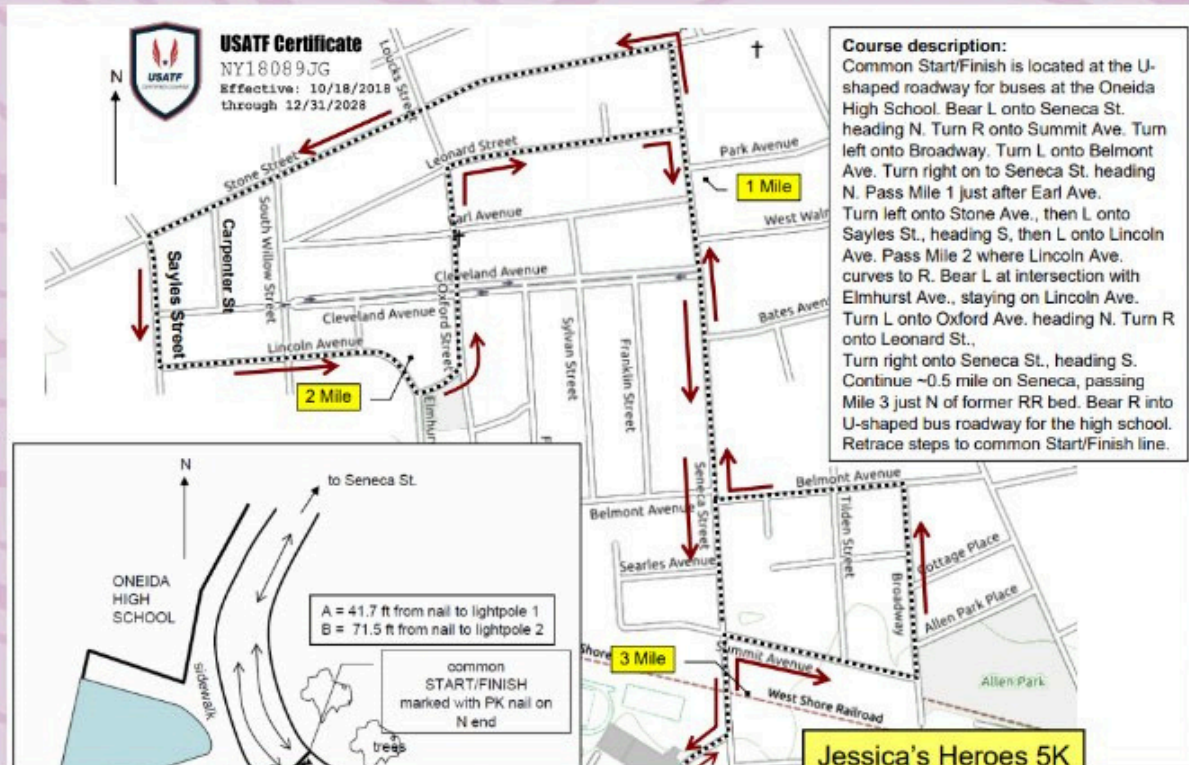 USATF Certificate
NY18089JG
Effective: 10/18/2018
through 12/31/2028
USATF
CERTIFIED COURSE
N
Course description:
Common Start/Finish is located at the U-
shaped roadway for buses at the Oneida
High School. Bear L onto Seneca St.
heading N. Turn R onto Summit Ave. Turn
left onto Broadway. Turn L onto Belmont
Ave. Turn right on to Seneca St. heading
N. Pass Mile 1 just after Earl Ave.
Turn left onto Stone Ave., then L onto
Sayles St., heading S, then L onto Lincoln
Ave. Pass Mile 2 where Lincoln Ave.
curves to R. Bear L at intersection with
Elmhurst Ave., staying on Lincoln Ave.
Turn L onto Oxford Ave. heading N. Turn R
onto Leonard St.,
Turn right onto Seneca St., heading S.
Continue ~0.5 mile on Seneca, passing
Mile 3 just N of former RR bed. Bear R into
U-shaped bus roadway for the high school.
Retrace steps to common Start/Finish line.
Loucks Street
Leonard Street
Stone Street
Park Avenue
1 Mile
South Willow Street
Carpenter St
Sayles Street
Earl Avenue
West Waln
Cleveland Avenue
Oxford Street
Cleveland Avenue
Bates Aven
Lincoln Avenue
Sylvan Street
Franklin Street
2 Mile
Elmhur
Seneca Street
Belmont Avenue
Belmont Avenue
Tilden Street
Searles Avenue
Broadway
Cottage Place
Allen Park Place
Summit Avenue
Shore
3 Mile
West Shore Railroad
Allen Park
N
to Seneca St.
ONEIDA
HIGH
SCHOOL
A = 41.7 ft from nail to lightpole 1
B = 71.5 ft from nail to lightpole 2
common
START/FINISH
marked with PK nail on
N end
sidewalk
trees
Jessica's Heroes 5K